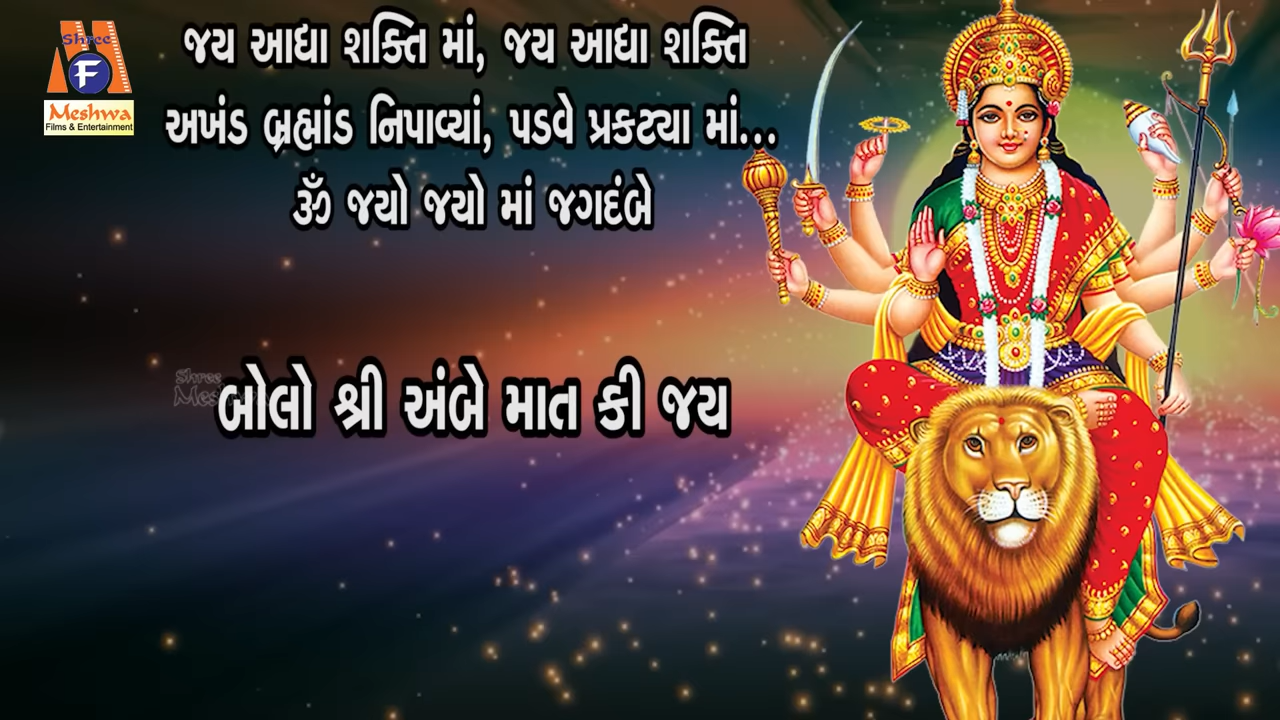 Shree
F
Meshwa
Films & Entertainment
જય આદ્યા શક્તિ માં, જય આદ્યા શક્તિ
અખંડ બ્રહ્માંડ નિપાવ્યાં, પડવે પ્રકટ્યા માં...
ૐ જયો જયો માં જગદંબે
બોલો શ્રી અંબે માત કી જય